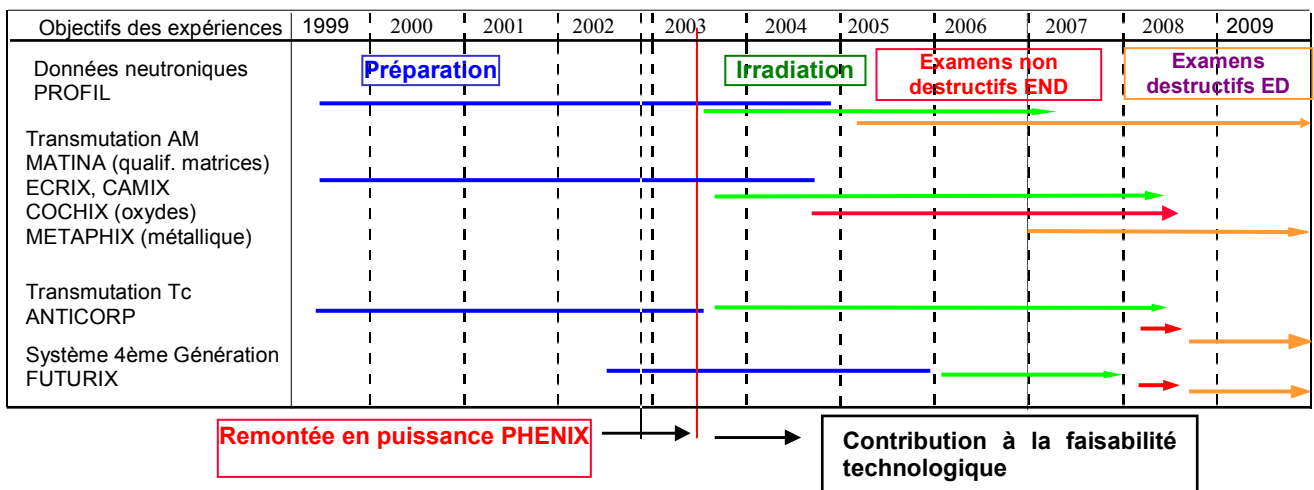 Objectifs des expériences 1999 2000 2001 2002 2003 2004 2005 2006 2007 2008 2009
Données neutroniques
PROFIL
Préparation
Irradiation
Examens non
destructifs END
Examens
destructifs ED
Transmutation AM
MATINA (qualif. matrices)
ECRIX, CAMIX
COCHIX (oxydes)
METAPHIX (métallique)
Transmutation Tc
ANTICORP
Système 4ème Génération
FUTURIX
Remontée en puissance PHENIX
Contribution à la faisabilité
technologique